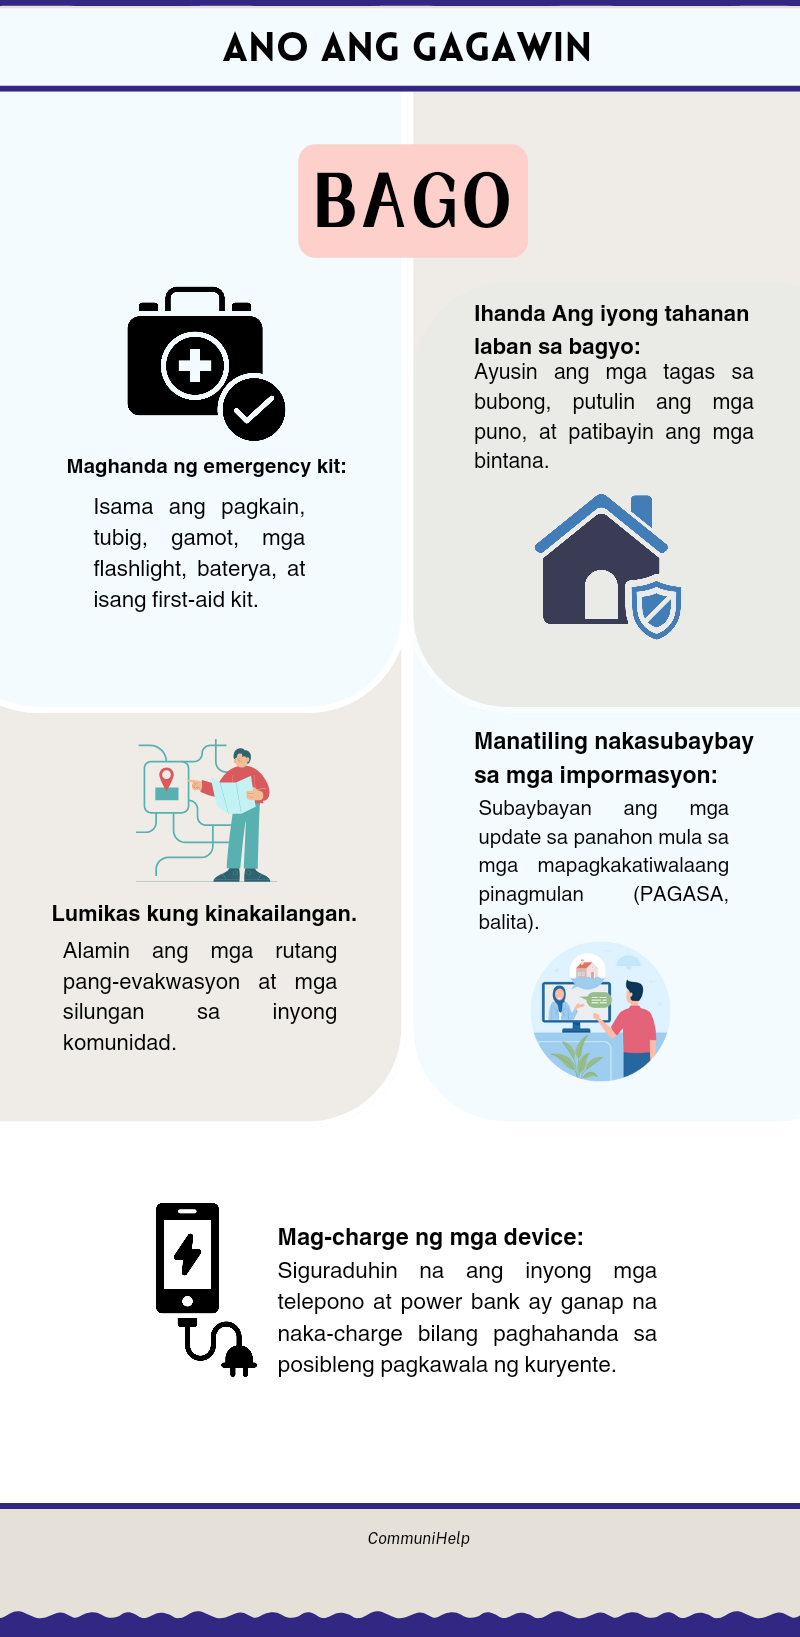 ANO ANG GAGAWIN
BAGO
Maghanda ng emergency kit:
Isama ang pagkain,
tubig, gamot, mga
flashlight, baterya, at
isang first-aid kit.
Ihanda Ang iyong tahanan
laban sa bagyo:
Ayusin ang mga tagas sa
bubong, putulin ang mga
puno, at patibayin ang mga
bintana.
Lumikas kung kinakailangan.
Alamin ang mga rutang
pang-evakwasyon at mga
silungan sa inyong
komunidad.
Manatiling nakasubaybay
sa mga impormasyon:
Subaybayan ang mga
update sa panahon mula sa
mga mapagkakatiwalaang
pinagmulan (PAGASA,
balita).
Mag-charge ng mga device:
Siguraduhin na ang inyong mga
telepono at power bank ay ganap na
naka-charge bilang paghahanda sa
posibleng pagkawala ng kuryente.
CommuniHelp